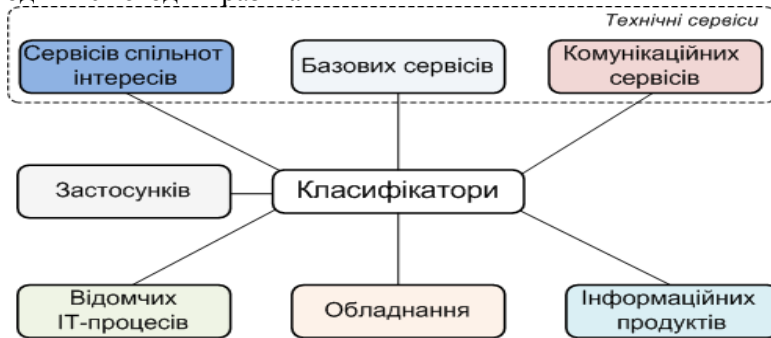 Технічні сервіси
Сервісів спільнот
інтересів
Базових сервісів
Комунікаційних
сервісів
Застосунків
Класифікатори
Відомчих
ІТ-процесів
Обладнання
Інформаційних
продуктів